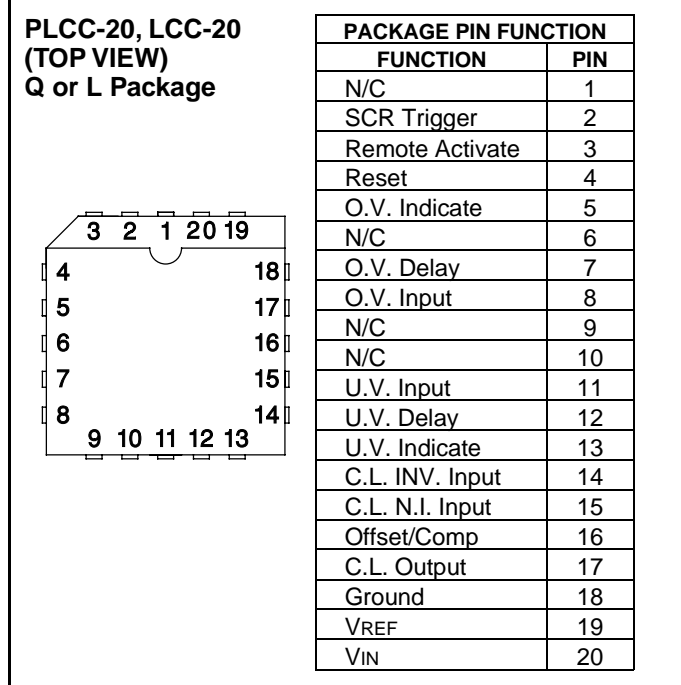 PLCC-20, LCC-20
(TOP VIEW)
Q or L Package
3 2 1 20 19
4 18
5 17
6 16
7 15
8 14
9 10 11 12 13
PACKAGE PIN FUNCTION
FUNCTION PIN
N/C 1
SCR Trigger 2
Remote Activate 3
Reset 4
O.V. Indicate 5
N/C 6
O.V. Delay 7
O.V. Input 8
N/C 9
N/C 10
U.V. Input 11
U.V. Delay 12
U.V. Indicate 13
C.L. INV. Input 14
C.L. N.I. Input 15
Offset/Comp 16
C.L. Output 17
Ground 18
VREF 19
VIN 20